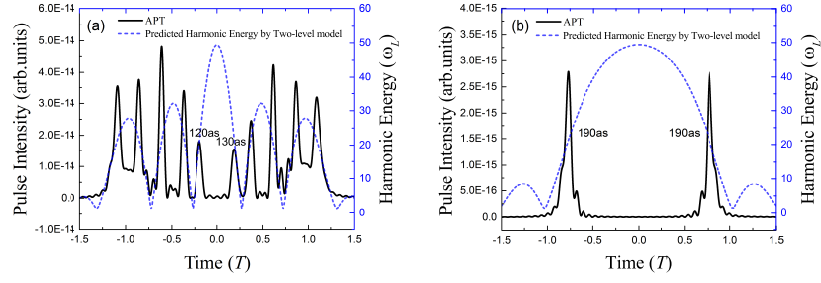 (a)
APT
Predicted Harmonic Energy by Two-level model
Pulse Intensity (arb.units)
6.0E-14
5.0E-14
4.0E-14
3.0E-14
2.0E-14
1.0E-14
0.0
-1.0E-14
120as
130as
60
50
40
30
20
10
0
Harmonic Energy (ω_L)
-1.5
-1.0
-0.5
0.0
0.5
1.0
1.5
Time (T)
(b)
APT
Predicted Harmonic Energy by Two-level model
Pulse Intensity (arb.units)
4.0E-15
3.5E-15
3.0E-15
2.5E-15
2.0E-15
1.5E-15
1.0E-15
5.0E-16
0.0
190as
190as
60
50
40
30
20
10
0
Harmonic Energy (ω_L)
-1.5
-1.0
-0.5
0.0
0.5
1.0
1.5
Time (T)